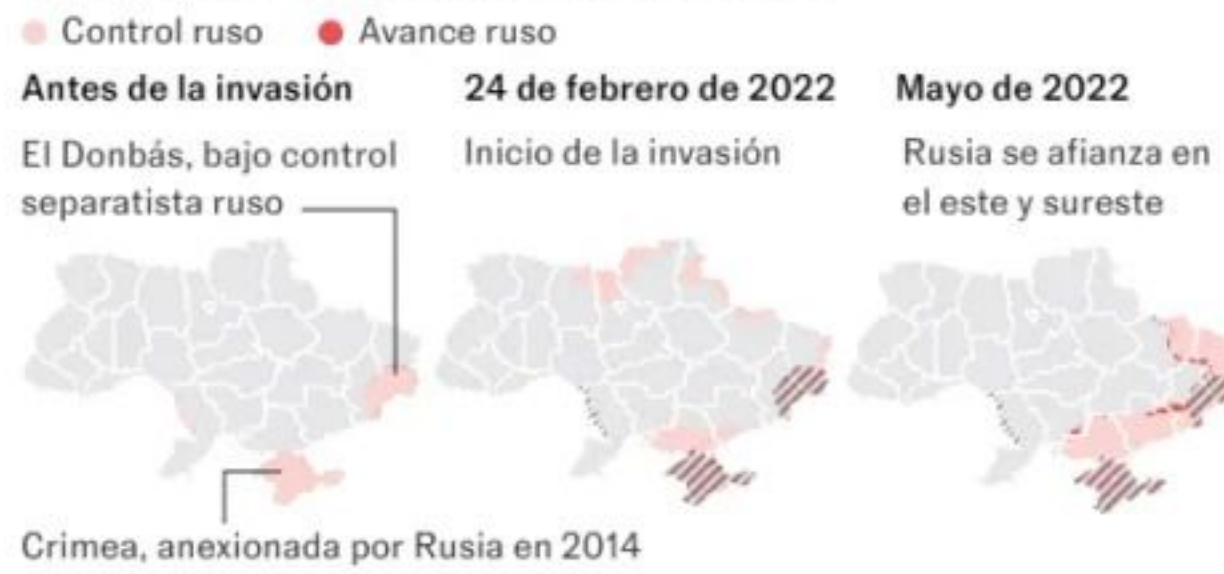 Control ruso
Avance ruso
Antes de la invasión
El Donbás, bajo control
separatista ruso
24 de febrero de 2022
Inicio de la invasión
Mayo de 2022
Rusia se afianza en
el este y sureste
Crimea, anexionada por Rusia en 2014